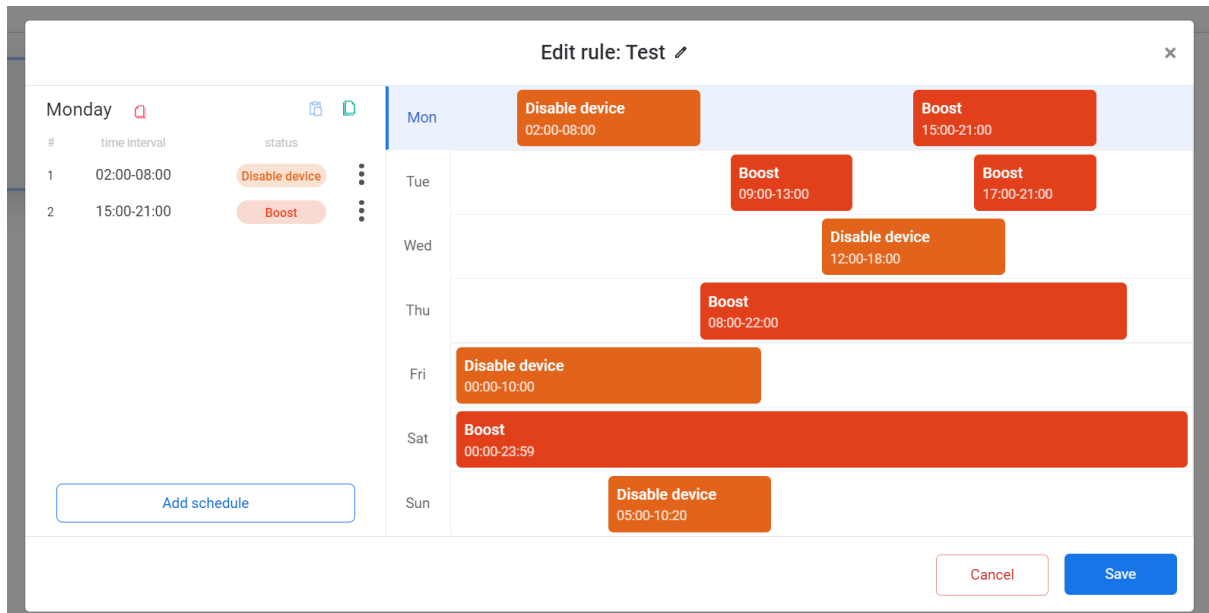 Edit rule: Test
×
Monday
# time interval status
1 02:00-08:00 Disable device
2 15:00-21:00 Boost
Add schedule
Mon
Disable device
02:00-08:00
Boost
15:00-21:00
Tue
Boost
09:00-13:00
Boost
17:00-21:00
Wed
Disable device
12:00-18:00
Thu
Boost
08:00-22:00
Fri
Disable device
00:00-10:00
Sat
Boost
00:00-23:59
Sun
Disable device
05:00-10:20
Cancel
Save